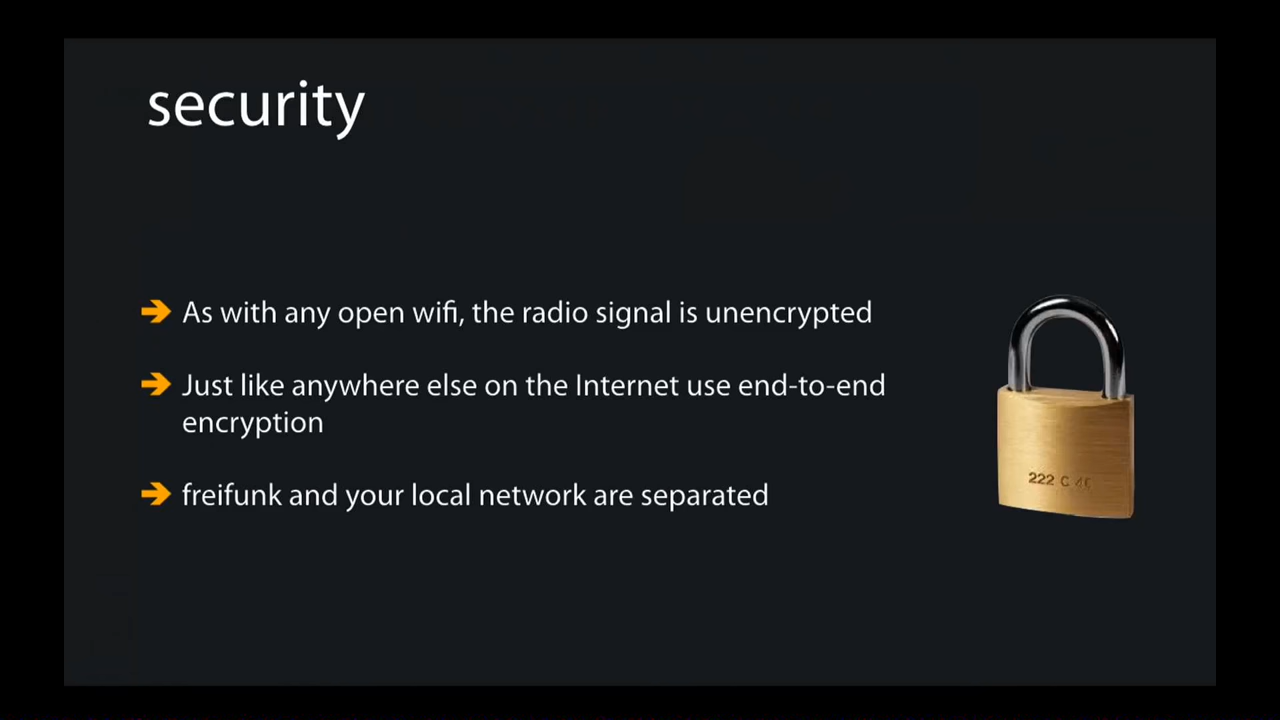 security
As with any open wifi, the radio signal is unencrypted
Just like anywhere else on the Internet use end-to-end
encryption
freifunk and your local network are separated
222 C 40